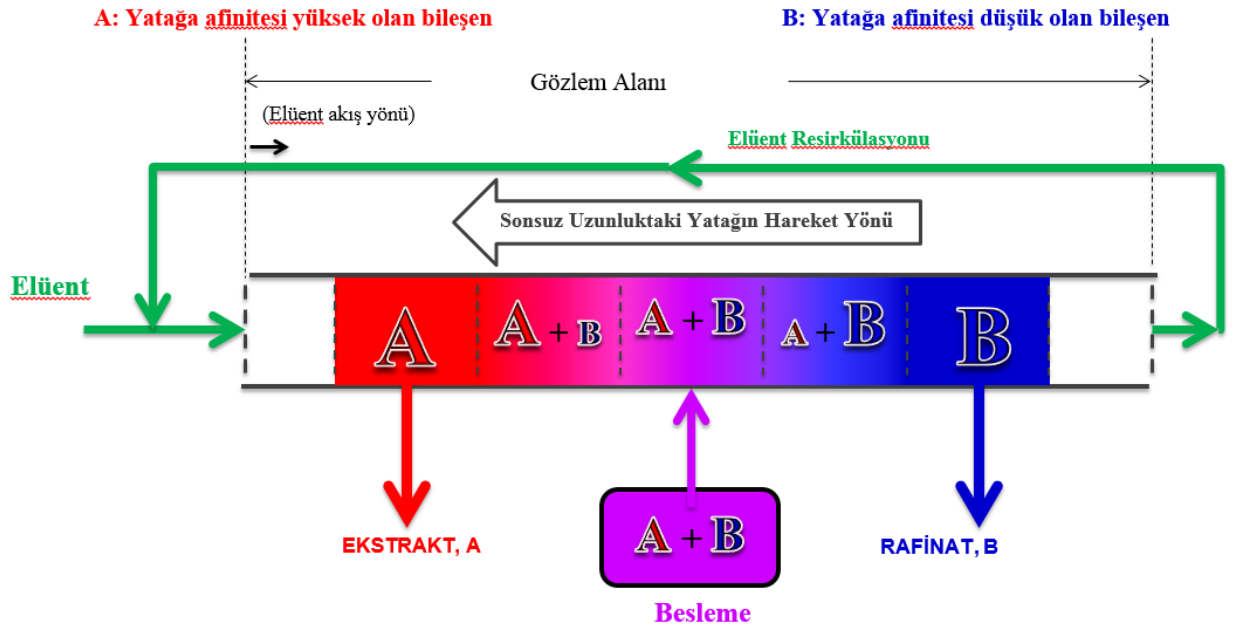 A: Yatağa afinitesi yüksek olan bileşen
B: Yatağa afinitesi düşük olan bileşen
Gözlem Alanı
(Elüent akış yönü)
Elüent Resirkülasyonu
Sonsuz Uzunluktaki Yatağın Hareket Yönü
Elüent
A
A + B
A + B
A + B
B
EKSTRAKT, A
A + B
RAFİNAT, B
Besleme